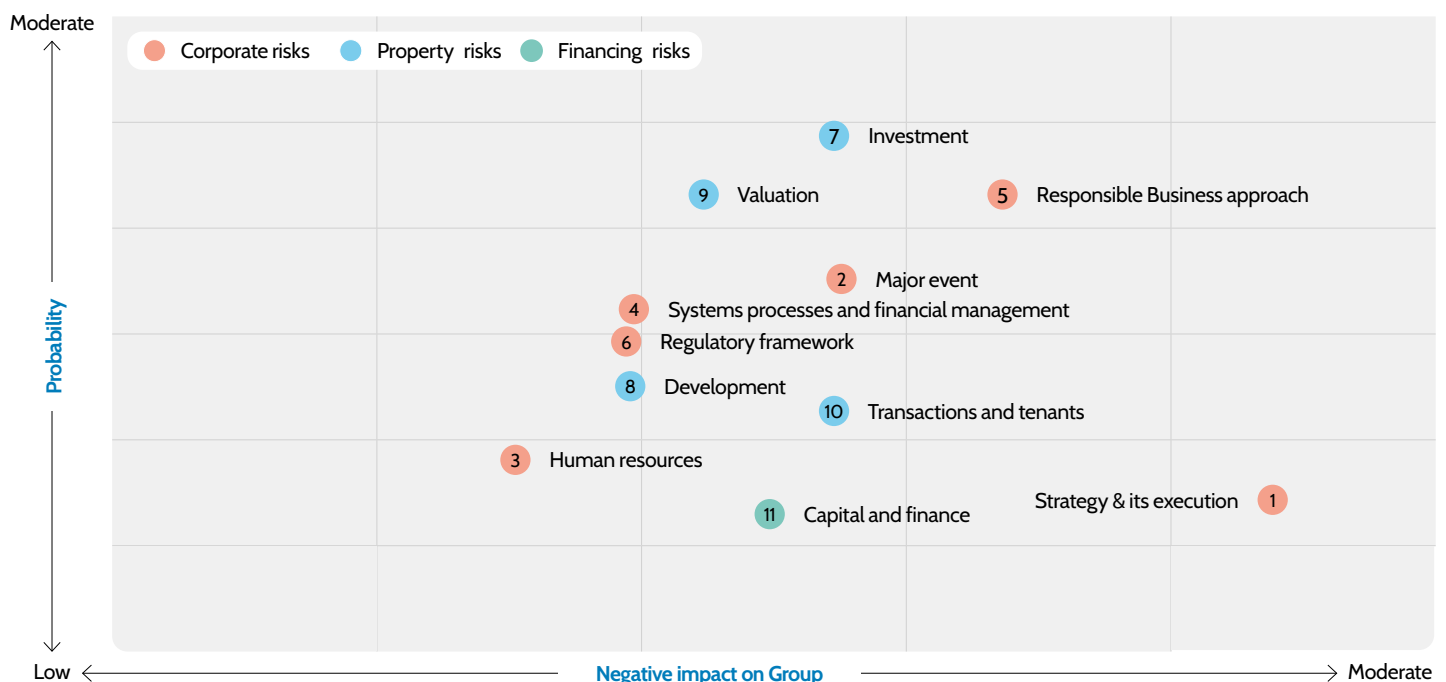 Moderate
Corporate risks Property risks Financing risks
7 Investment
9 Valuation
5 Responsible Business approach
2 Major event
4 Systems processes and financial management
6 Regulatory framework
8 Development
10 Transactions and tenants
3 Human resources
Strategy & its execution 1
11 Capital and finance
Probability
Low
Negative impact on Group
Moderate